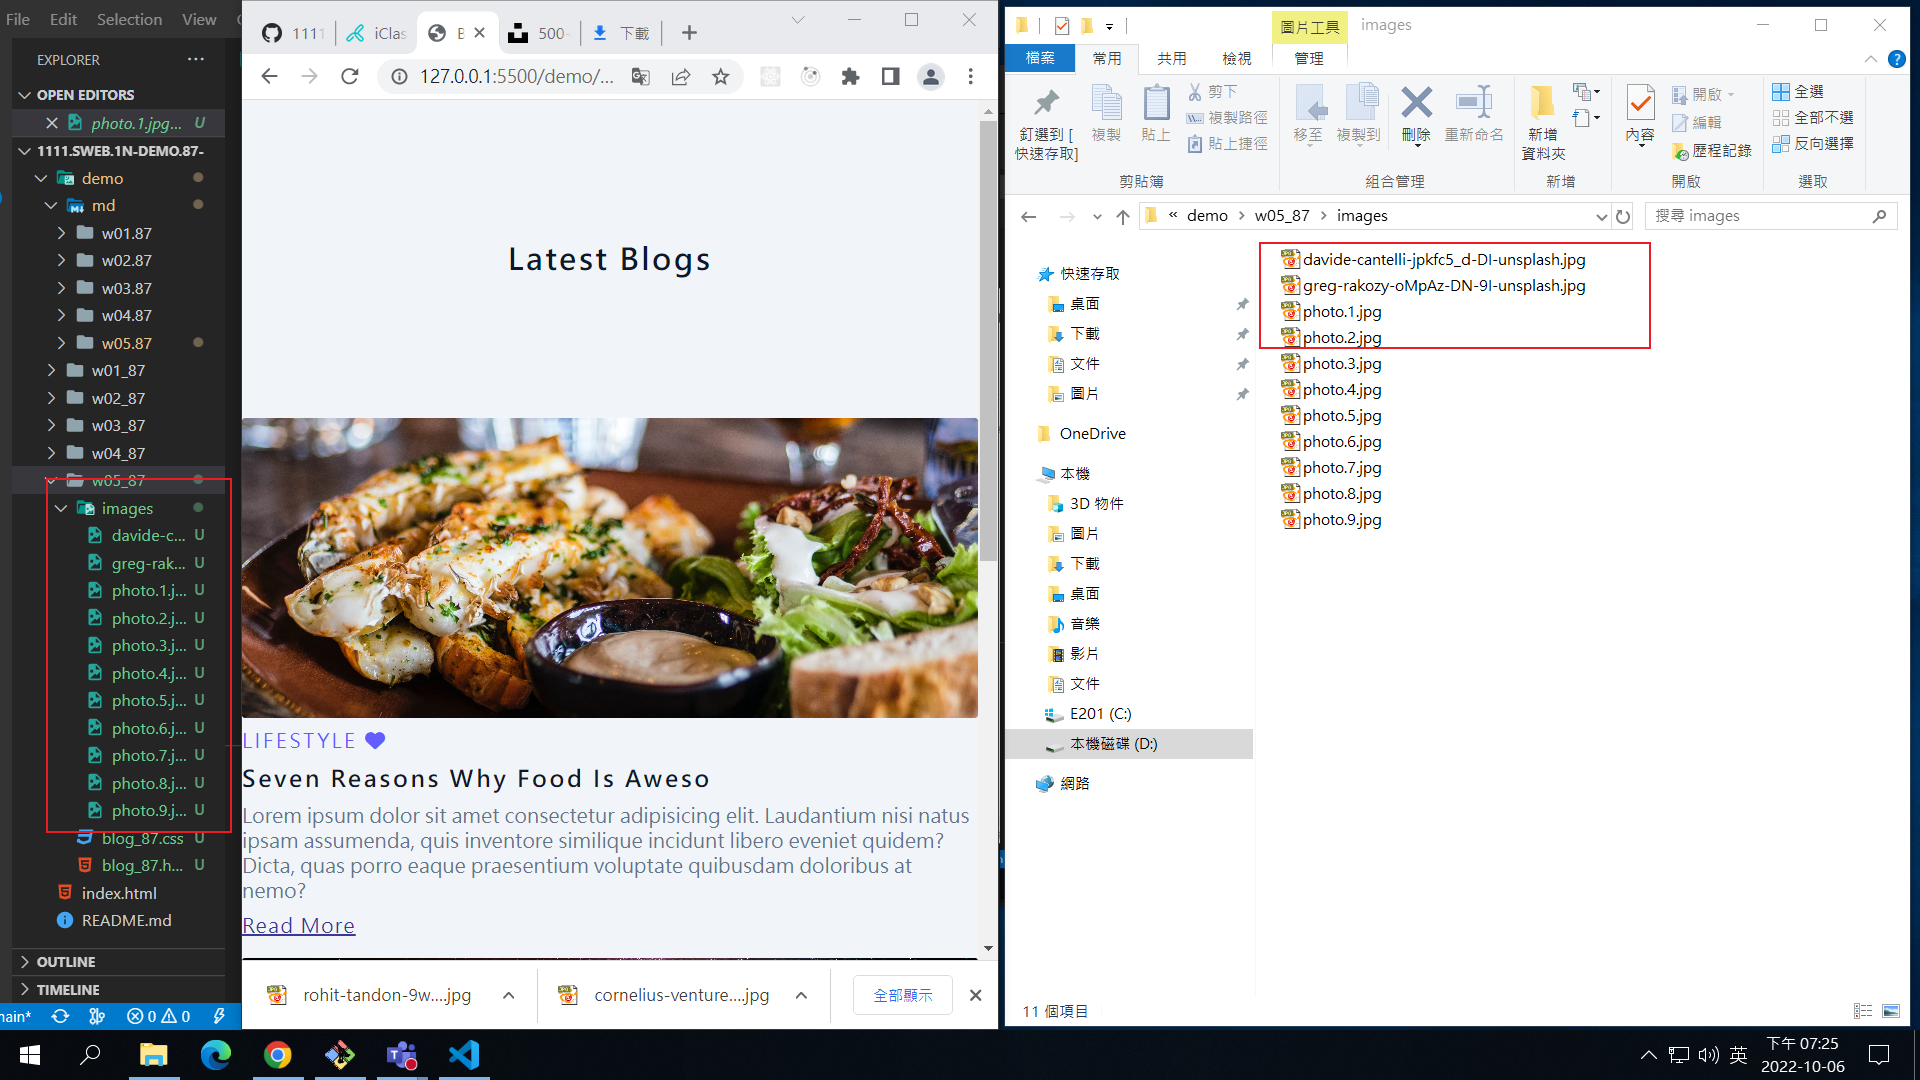 File Edit Selection View
EXPLORER
OPEN EDITORS
photo.1.jpg... U
1111.SWEB.1N-DEMO.87-
demo
md
w01.87
w02.87
w03.87
w04.87
w05.87
w01_87
w02_87
w03_87
w04_87
w05_87
images
davide-c... U
greg-rak... U
photo.1.j... U
photo.2.j... U
photo.3.j... U
photo.4.j... U
photo.5.j... U
photo.6.j... U
photo.7.j... U
photo.8.j... U
photo.9.j... U
blog_87.css U
blog_87.h... U
index.html
README.md
OUTLINE
TIMELINE
nain* 0 0
1111 iClas B 500- 下載
127.0.0.1:5500/demo/...
Latest Blogs
LIFESTYLE
Seven Reasons Why Food Is Aweso
Lorem ipsum dolor sit amet consectetur adipisicing elit. Laudantium nisi natus
ipsam assumenda, quis inventore similique incidunt libero eveniet quidem?
Dicta, quas porro eaque praesentium voluptate quibusdam doloribus at
nemo?
Read More
rohit-tandon-9w....jpg cornelius-venture....jpg 全部顯示
圖片工具 images
檔案 常用 共用 檢視 管理
釘選到 [
快速存取]
複製
貼上
剪下
複製路徑
貼上捷徑
剪貼簿
移至
複製到
刪除
重新命名
組合管理
新增
資料夾
新增
內容
開啟
編輯
歷程記錄
開啟
全選
全部不選
反向選擇
選取
« demo › w05_87 › images
搜尋 images
快速存取
桌面
下載
文件
圖片
OneDrive
本機
3D 物件
圖片
下載
桌面
音樂
影片
文件
E201 (C:)
本機磁碟 (D:)
網路
davide-cantelli-jpkfc5_d-DI-unsplash.jpg
greg-rakozy-oMpAz-DN-9I-unsplash.jpg
photo.1.jpg
photo.2.jpg
photo.3.jpg
photo.4.jpg
photo.5.jpg
photo.6.jpg
photo.7.jpg
photo.8.jpg
photo.9.jpg
11 個項目
英
下午 07:25
2022-10-06